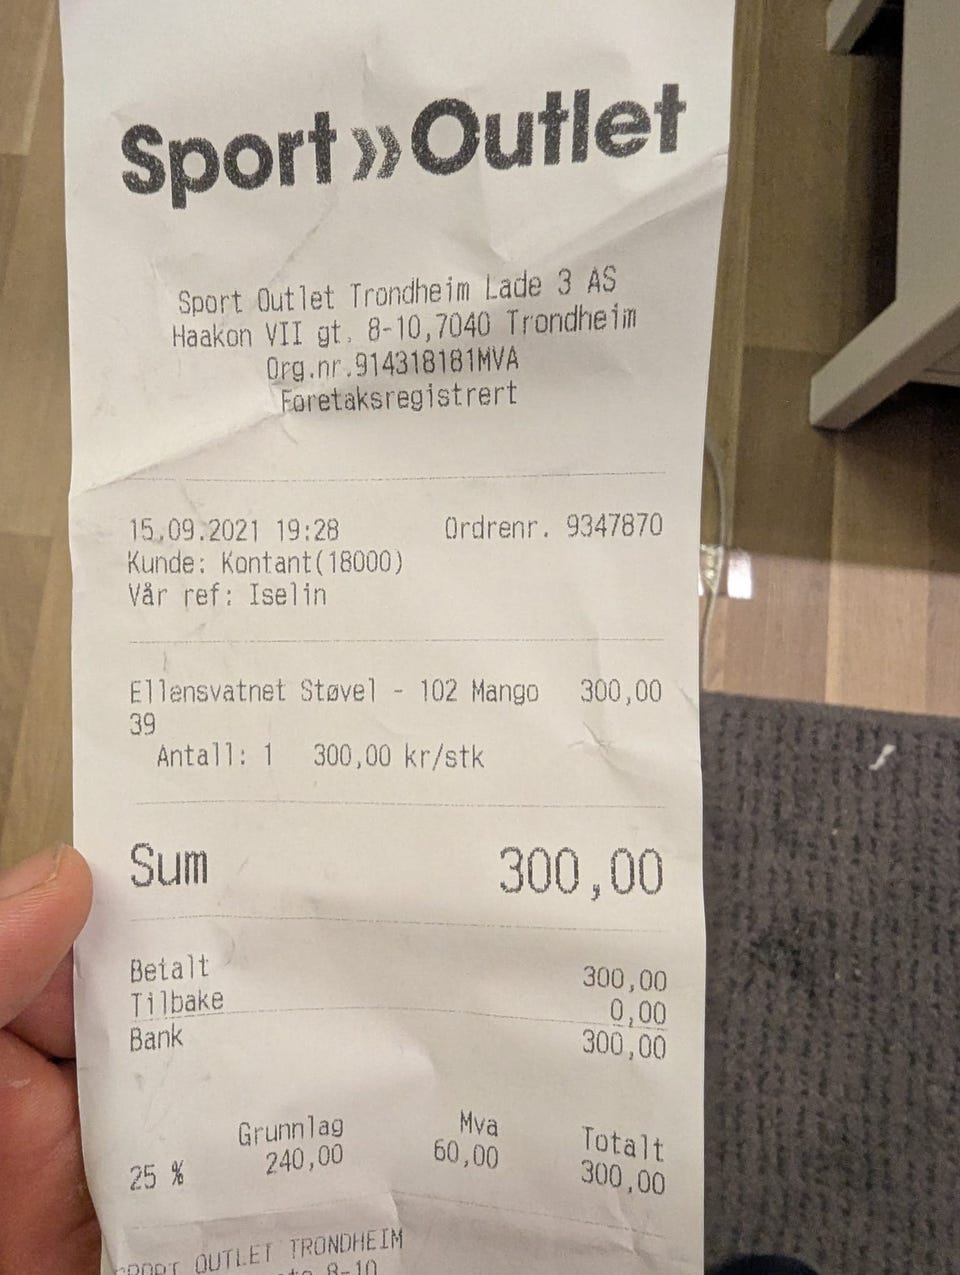 Sport»Outlet
Sport Outlet Trondheim Lade 3 AS
Haakon VII gt. 8-10,7040 Trondheim
Org.nr.914318181MVA
Foretaksregistrert
15.09.2021 19:28 Ordrenr. 9347870
Kunde: Kontant(18000)
Vår ref: Iselin
Ellensvatnet Støvel - 102 Mango 300,00
39
Antall: 1 300,00 kr/stk
Sum 300,00
Betalt 300,00
Tilbake 0,00
Bank 300,00
Grunnlag Mva Totalt
25 % 240,00 60,00 300,00
SPORT OUTLET TRONDHEIM
8-10